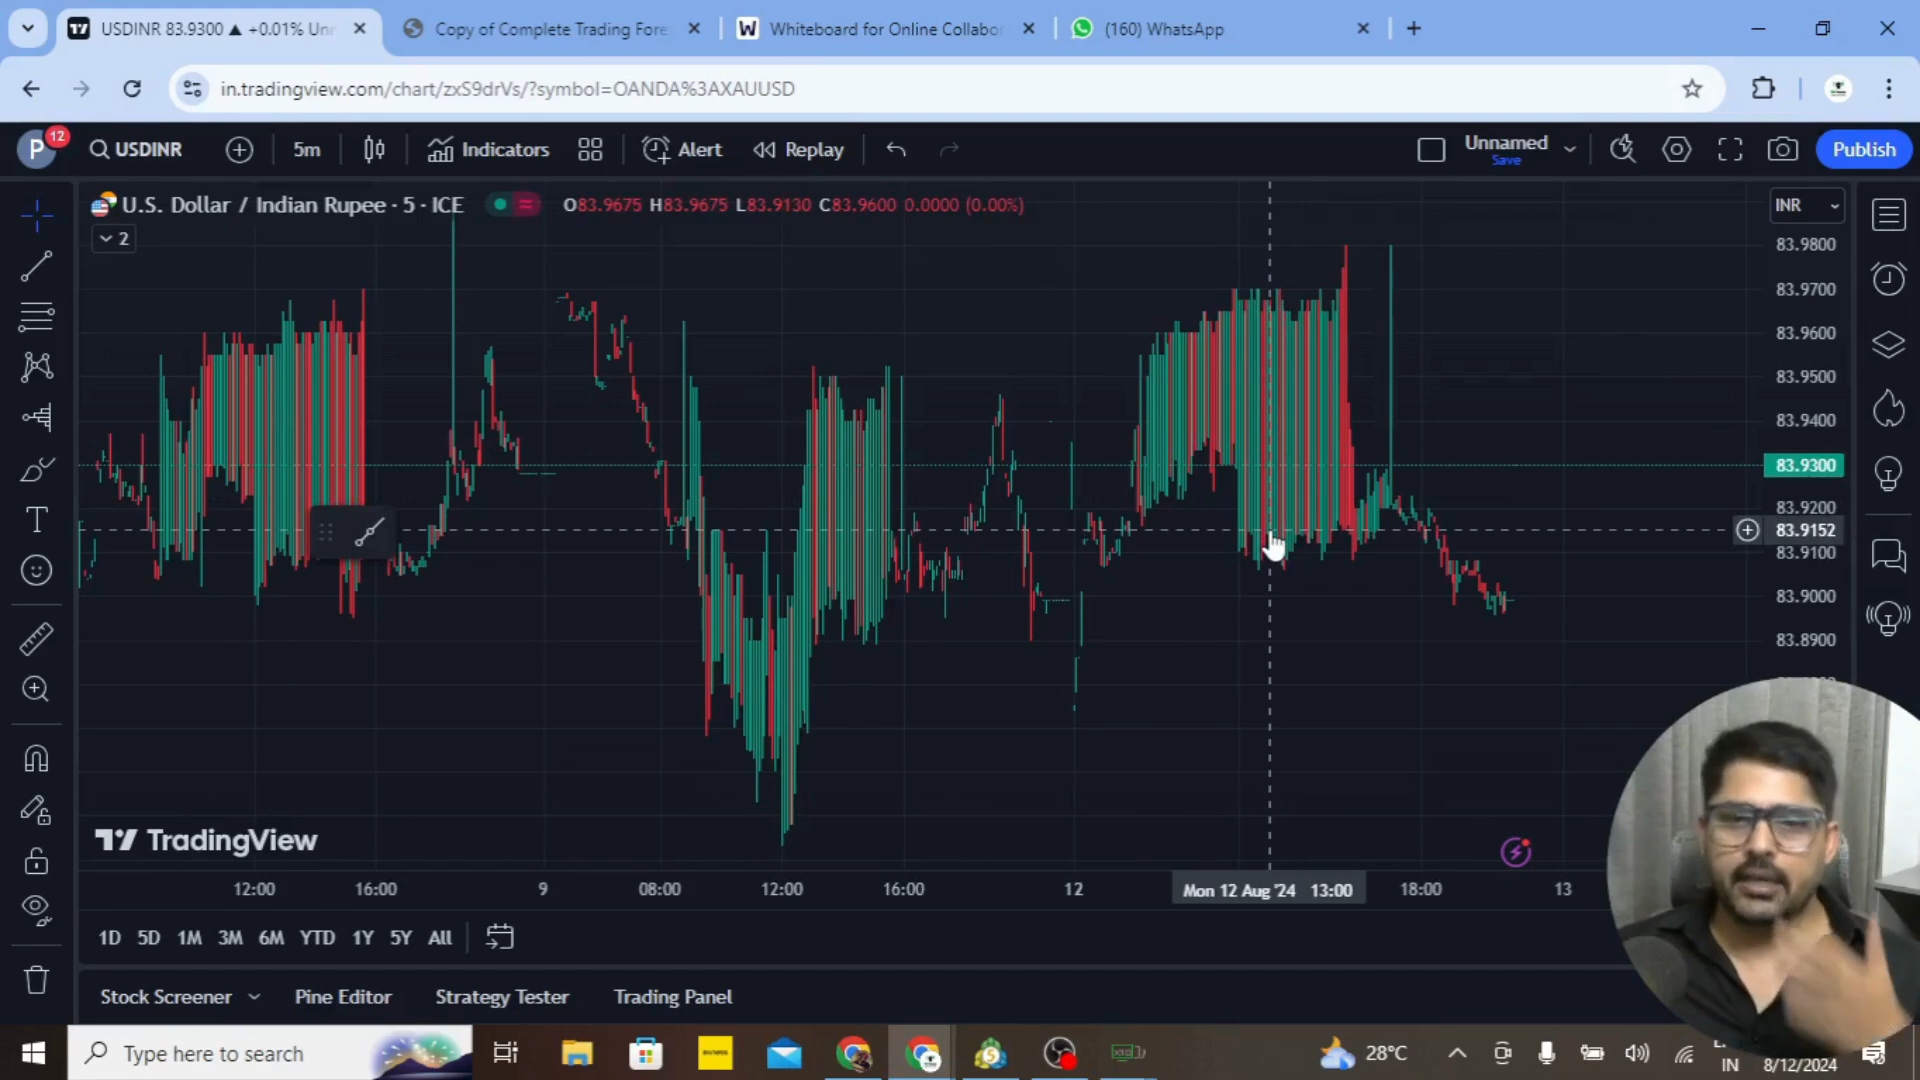 USDINR 83.9300 ▲ +0.01% Unn
Copy of Complete Trading Fore
Whiteboard for Online Collabor
(160) WhatsApp
in.tradingview.com/chart/zxS9drVs/?symbol=OANDA%3AXAUUSD
P 12
USDINR
5m
Indicators
Alert
Replay
Unnamed
Save
Publish
U.S. Dollar / Indian Rupee · 5 · ICE
O83.9675 H83.9675 L83.9130 C83.9600 0.0000 (0.00%)
INR
2
83.9800
83.9700
83.9600
83.9500
83.9400
83.9300
83.9200
83.9152
83.9100
83.9000
83.8900
TradingView
12:00 16:00 9 08:00 12:00 16:00 12 Mon 12 Aug '24 13:00 18:00 13
1D 5D 1M 3M 6M YTD 1Y 5Y All
Stock Screener Pine Editor Strategy Tester Trading Panel
Type here to search
28°C
IN
8/12/2024